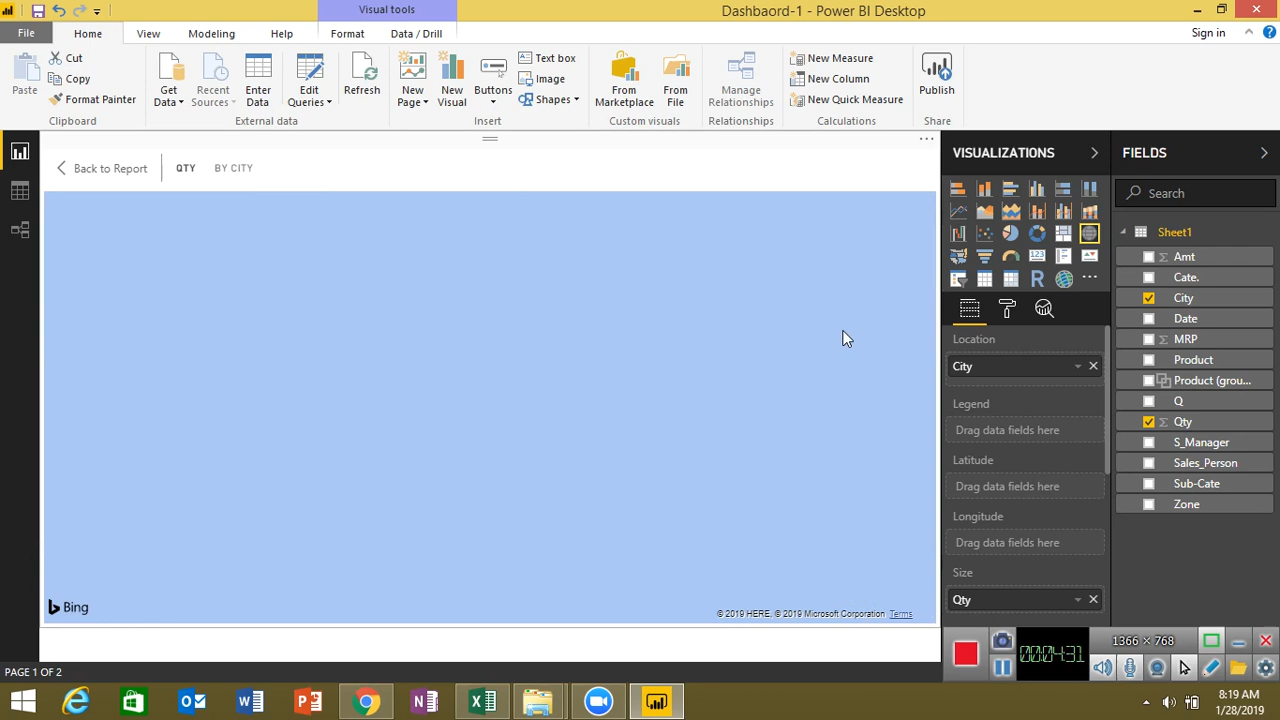 Visual tools
Dashbaord-1 - Power BI Desktop
File
Home
View
Modeling
Help
Format
Data / Drill
Sign in
Paste
Cut
Copy
Format Painter
Clipboard
Get Data
Recent Sources
Enter Data
Edit Queries
Refresh
External data
New Page
New Visual
Buttons
Text box
Image
Shapes
Insert
From Marketplace
From File
Custom visuals
Manage Relationships
Relationships
New Measure
New Column
New Quick Measure
Calculations
Publish
Share
Back to Report
QTY
BY CITY
Bing
© 2019 HERE. © 2019 Microsoft Corporation Terms
VISUALIZATIONS
123
R
Location
City
Legend
Drag data fields here
Latitude
Drag data fields here
Longitude
Drag data fields here
Size
Qty
FIELDS
Search
Sheet1
Σ Amt
Cate.
City
Date
Σ MRP
Product
Product (grou...
Q
Σ Qty
S_Manager
Sales_Person
Sub-Cate
Zone
00:04:31
1366 × 768
PAGE 1 OF 2
8:19 AM
1/28/2019